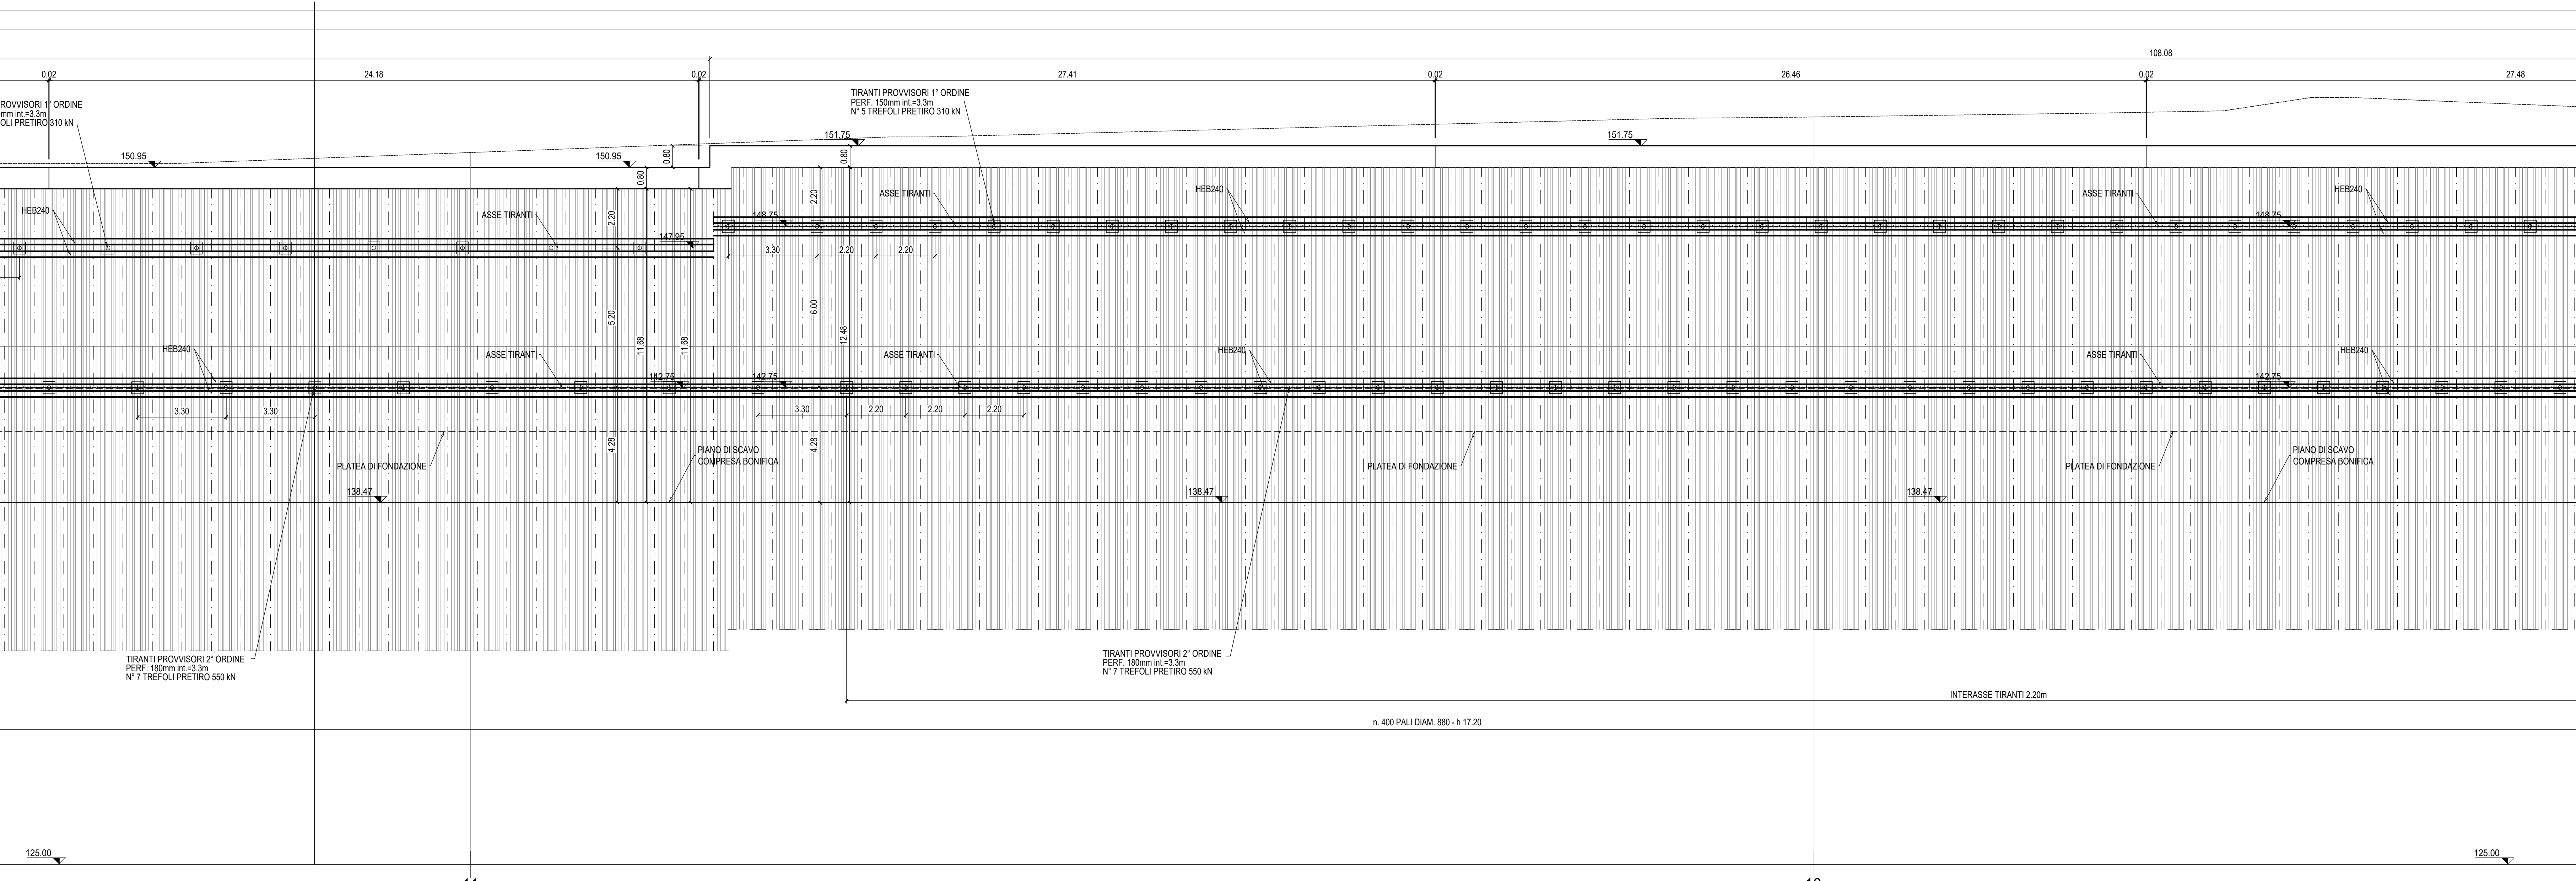 108.08
0.02
24.18
0.02
27.41
0.02
26.46
0.02
27.48
ROVVISORI 1° ORDINE
mm int.=3.3m
OLI PRETIRO 310 kN
TIRANTI PROVVISORI 1° ORDINE
PERF. 150mm int.=3.3m
N° 5 TREFOLI PRETIRO 310 kN
150.95
150.95
0.80
0.80
151.75
0.80
151.75
HEB240
ASSE TIRANTI
2.20
147.95
148.75
2.20
ASSE TIRANTI
HEB240
ASSE TIRANTI
148.75
HEB240
3.30
2.20
2.20
5.20
11.68
11.68
6.00
12.48
HEB240
ASSE TIRANTI
142.75
142.75
ASSE TIRANTI
HEB240
ASSE TIRANTI
142.75
HEB240
3.30
3.30
3.30
2.20
2.20
2.20
4.28
4.28
PLATEA DI FONDAZIONE
PIANO DI SCAVO
COMPRESA BONIFICA
PLATEA DI FONDAZIONE
PLATEA DI FONDAZIONE
PIANO DI SCAVO
COMPRESA BONIFICA
138.47
138.47
138.47
TIRANTI PROVVISORI 2° ORDINE
PERF. 180mm int.=3.3m
N° 7 TREFOLI PRETIRO 550 kN
TIRANTI PROVVISORI 2° ORDINE
PERF. 180mm int.=3.3m
N° 7 TREFOLI PRETIRO 550 kN
INTERASSE TIRANTI 2.20m
n. 400 PALI DIAM. 880 - h 17.20
125.00
125.00